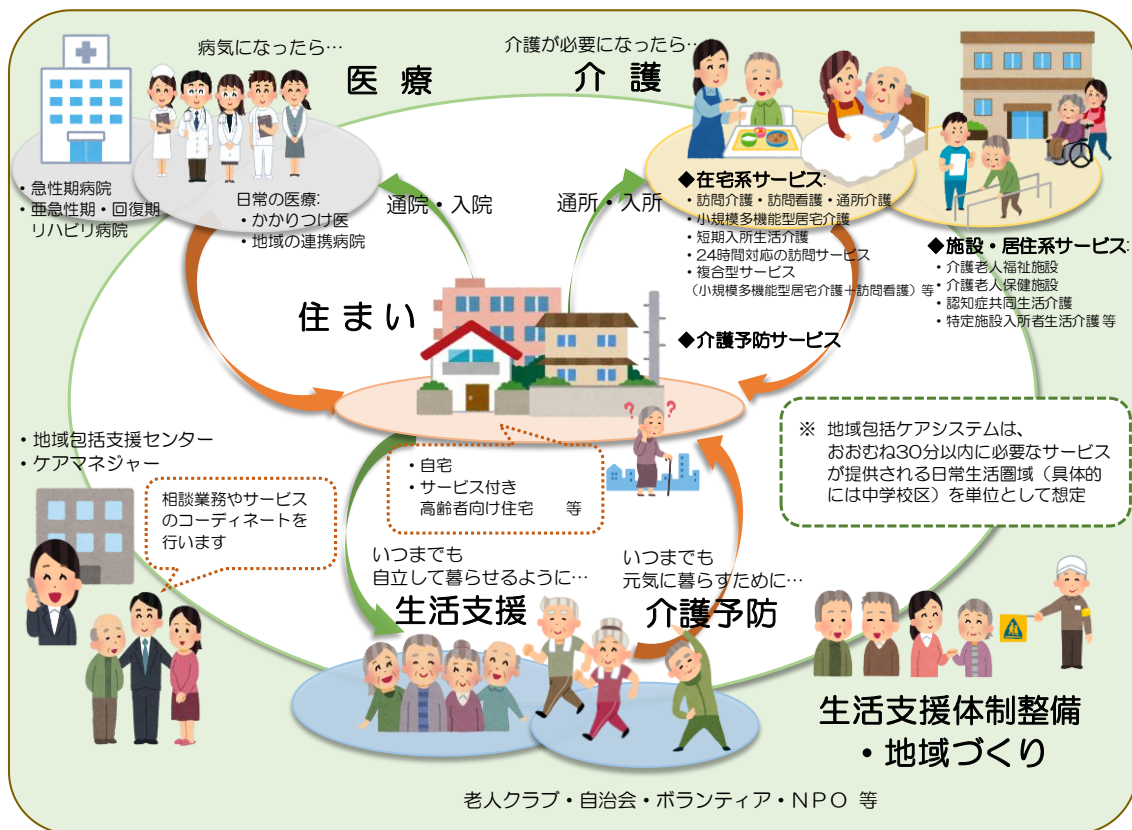 病気になったら…
医療
介護が必要になったら…
介護
・急性期病院
・亜急性期・回復期
リハビリ病院
日常の医療:
・かかりつけ医
・地域の連携病院
通院・入院
通所・入所
◆在宅系サービス:
・訪問介護・訪問看護・通所介護
・小規模多機能型居宅介護
・短期入所生活介護
・24時間対応の訪問サービス
・複合型サービス
（小規模多機能型居宅介護＋訪問看護）等
◆介護予防サービス
◆施設・居住系サービス:
・介護老人福祉施設
・介護老人保健施設
・認知症共同生活介護
・特定施設入所者生活介護 等
住まい
・自宅
・サービス付き
高齢者向け住宅 等
? ?
※ 地域包括ケアシステムは、
おおむね30分以内に必要なサービス
が提供される日常生活圏域（具体的
には中学校区）を単位として想定
・地域包括支援センター
・ケアマネジャー
相談業務やサービス
のコーディネートを
行います
いつまでも
自立して暮らせるように…
生活支援
いつまでも
元気に暮らすために…
介護予防
生活支援体制整備
・地域づくり
老人クラブ・自治会・ボランティア・NPO 等